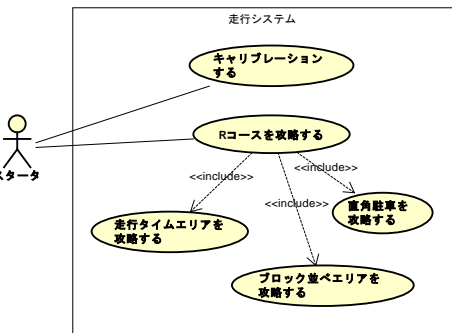 走行システム
キャリブレーション
する
Rコースを攻略する
<<include>>
<<include>>
<<include>>
スタータ
直角駐車を
攻略する
走行タイムエリアを
攻略する
ブロック並べエリアを
攻略する